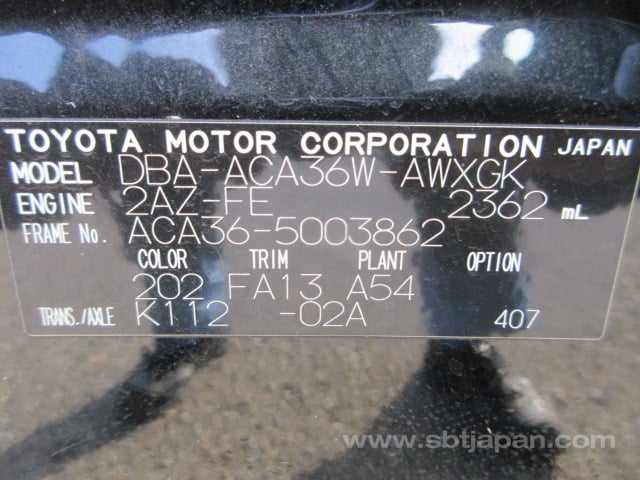 TOYOTA MOTOR CORPORATION JAPAN
MODEL DBA-ACA36W-AWXGK
ENGINE 2AZ-FE 2362 mL
FRAME No. ACA36-5003862
COLOR TRIM PLANT OPTION
202 FA13 A54
TRANS./AXLE K112 -02A 407
www.sbtjapan.com